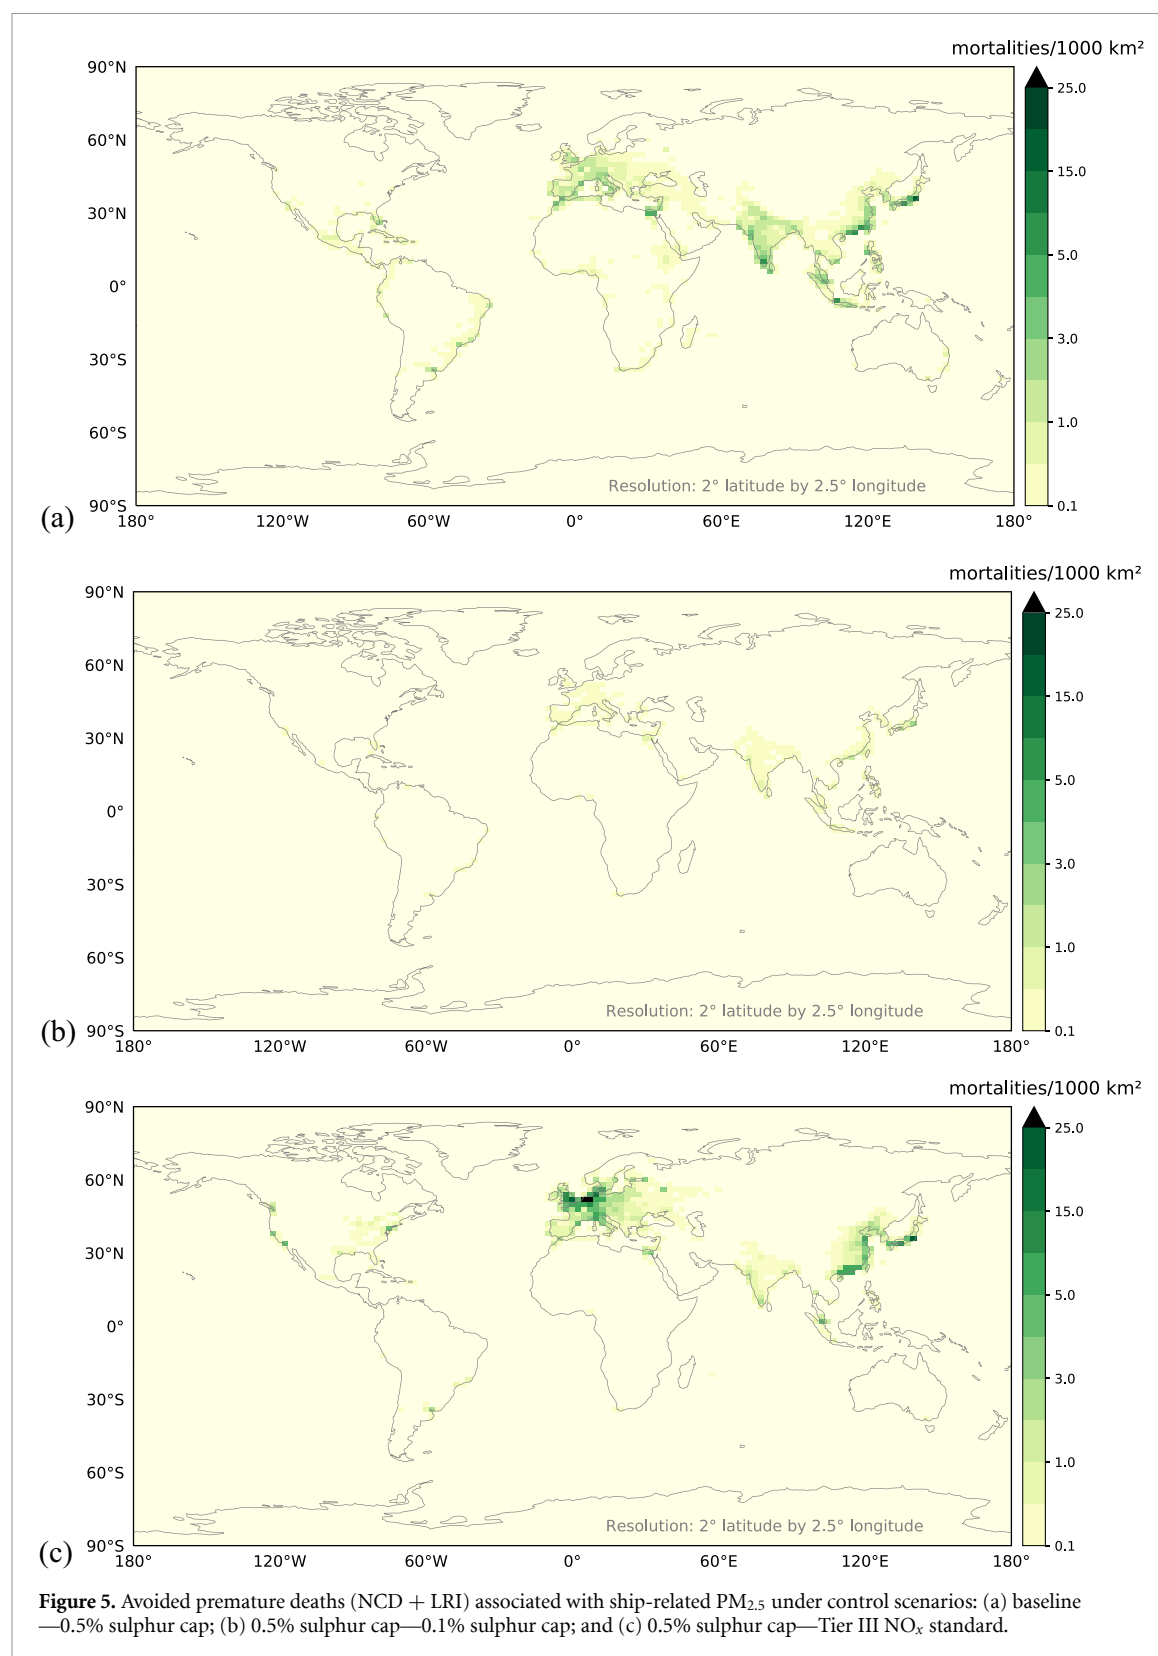 mortalities/1000 km²
90°N
60°N
30°N
0°
30°S
60°S
90°S
180° 120°W 60°W 0° 60°E 120°E 180°
25.0
15.0
5.0
3.0
1.0
0.1
Resolution: 2° latitude by 2.5° longitude
(a)
mortalities/1000 km²
90°N
60°N
30°N
0°
30°S
60°S
90°S
180° 120°W 60°W 0° 60°E 120°E 180°
25.0
15.0
5.0
3.0
1.0
0.1
Resolution: 2° latitude by 2.5° longitude
(b)
mortalities/1000 km²
90°N
60°N
30°N
0°
30°S
60°S
90°S
180° 120°W 60°W 0° 60°E 120°E 180°
25.0
15.0
5.0
3.0
1.0
0.1
Resolution: 2° latitude by 2.5° longitude
(c)
Figure 5. Avoided premature deaths (NCD + LRI) associated with ship-related PM₂.₅ under control scenarios: (a) baseline
—0.5% sulphur cap; (b) 0.5% sulphur cap—0.1% sulphur cap; and (c) 0.5% sulphur cap—Tier III NOₓ standard.